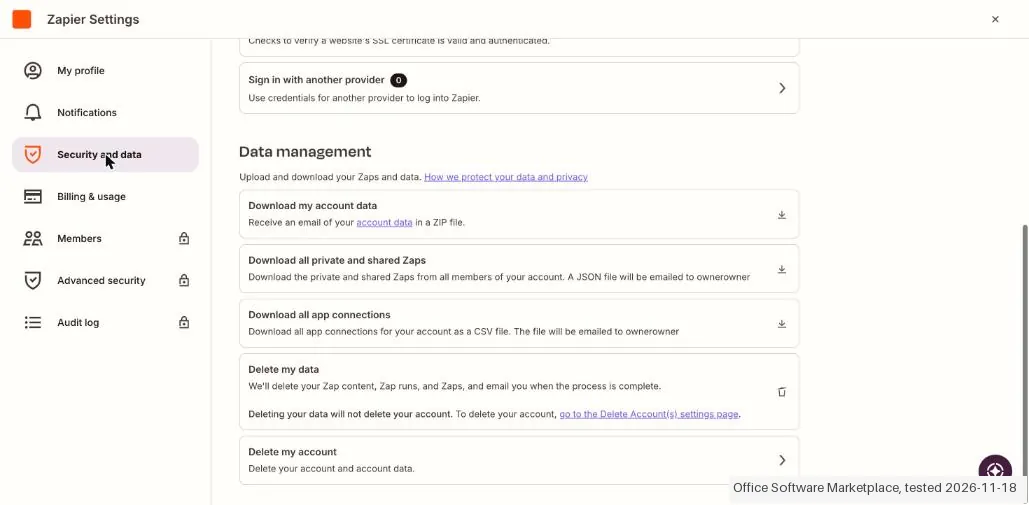 Zapier Settings
My profile
Notifications
Security and data
Billing & usage
Members
Advanced security
Audit log
Checks to verify a website's SSL certificate is valid and authenticated.
Sign in with another provider 0
Use credentials for another provider to log into Zapier.
Data management
Upload and download your Zaps and data. How we protect your data and privacy
Download my account data
Receive an email of your account data in a ZIP file.
Download all private and shared Zaps
Download the private and shared Zaps from all members of your account. A JSON file will be emailed to ownerowner
Download all app connections
Download all app connections for your account as a CSV file. The file will be emailed to ownerowner
Delete my data
We'll delete your Zap content, Zap runs, and Zaps, and email you when the process is complete.
Deleting your data will not delete your account. To delete your account, go to the Delete Account(s) settings page.
Delete my account
Delete your account and account data.
Office Software Marketplace, tested 2026-11-18